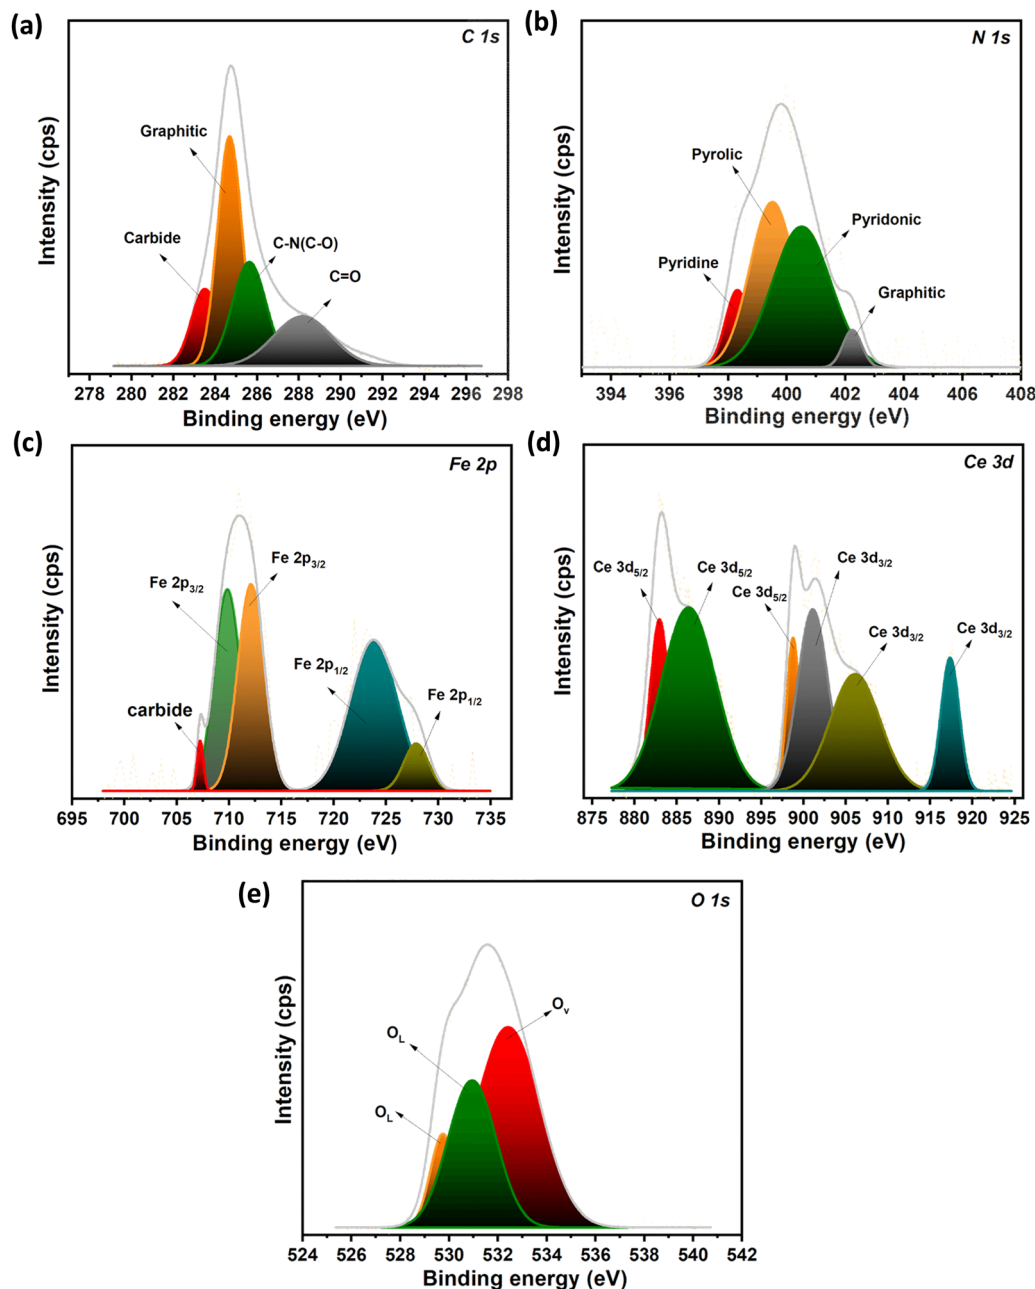 (a)
C 1s
Graphitic
Carbide
C-N(C-O)
C=O
Intensity (cps)
278 280 282 284 286 288 290 292 294 296 298
Binding energy (eV)
(b)
N 1s
Pyrolic
Pyridonic
Pyridine
Graphitic
Intensity (cps)
394 396 398 400 402 404 406 408
Binding energy (eV)
(c)
Fe 2p
Fe 2p3/2
Fe 2p3/2
Fe 2p1/2
Fe 2p1/2
carbide
Intensity (cps)
695 700 705 710 715 720 725 730 735
Binding energy (eV)
(d)
Ce 3d
Ce 3d5/2
Ce 3d5/2
Ce 3d5/2
Ce 3d3/2
Ce 3d3/2
Ce 3d3/2
Intensity (cps)
875 880 885 890 895 900 905 910 915 920 925
Binding energy (eV)
(e)
O 1s
Ov
OL
OL
Intensity (cps)
524 526 528 530 532 534 536 538 540 542
Binding energy (eV)